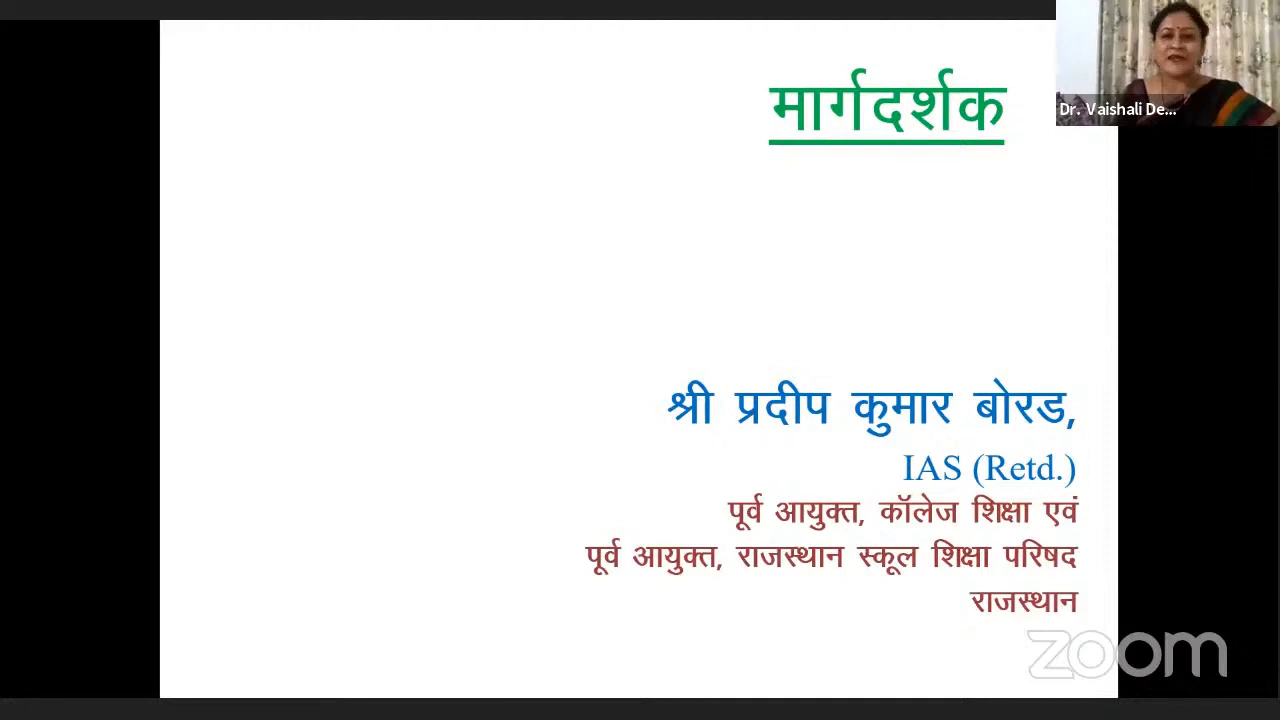 मार्गदर्शक
Dr. Vaishali De...
श्री प्रदीप कुमार बोरड,
IAS (Retd.)
पूर्व आयुक्त, कॉलेज शिक्षा एवं
पूर्व आयुक्त, राजस्थान स्कूल शिक्षा परिषद
राजस्थान
zoom